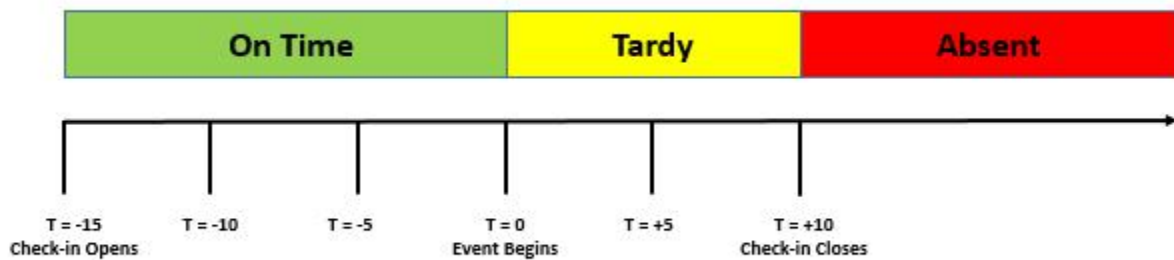 On Time
Tardy
Absent
T = -15
Check-in Opens
T = -10
T = -5
T = 0
Event Begins
T = +5
T = +10
Check-in Closes